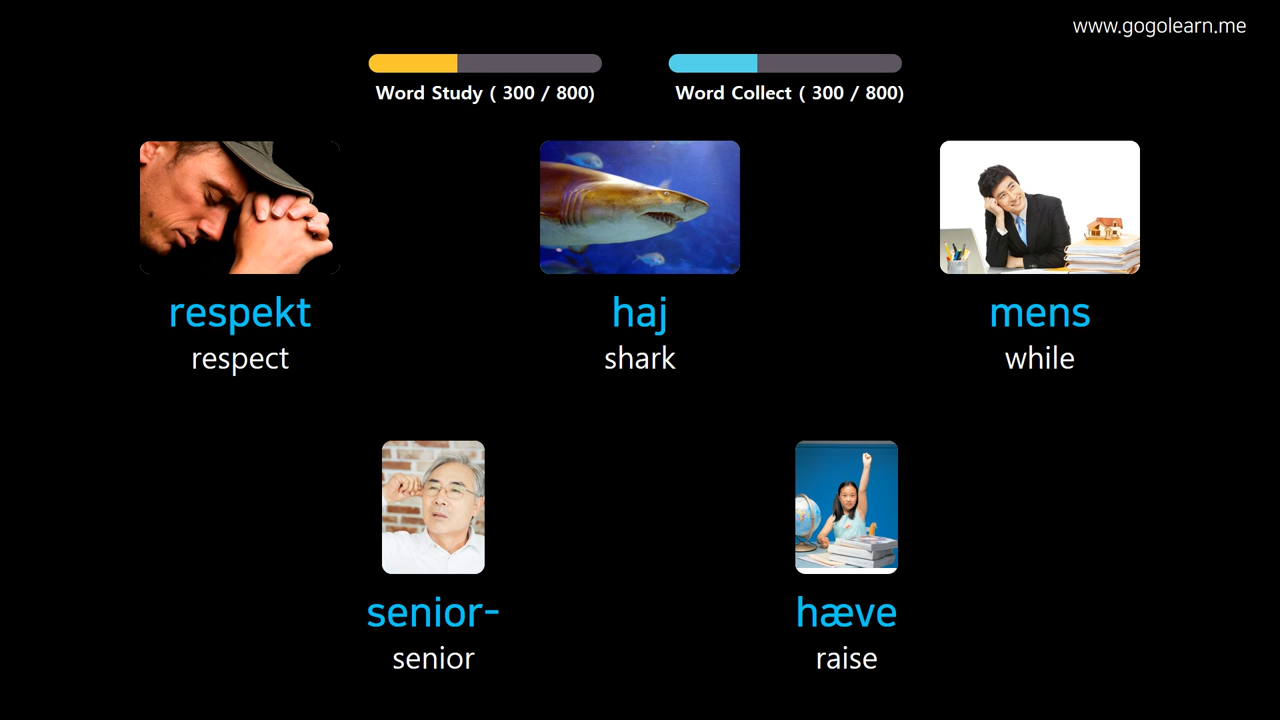 www.gogolearn.me
Word Study ( 300 / 800)
Word Collect ( 300 / 800)
respekt
respect
haj
shark
mens
while
senior-
senior
hæve
raise